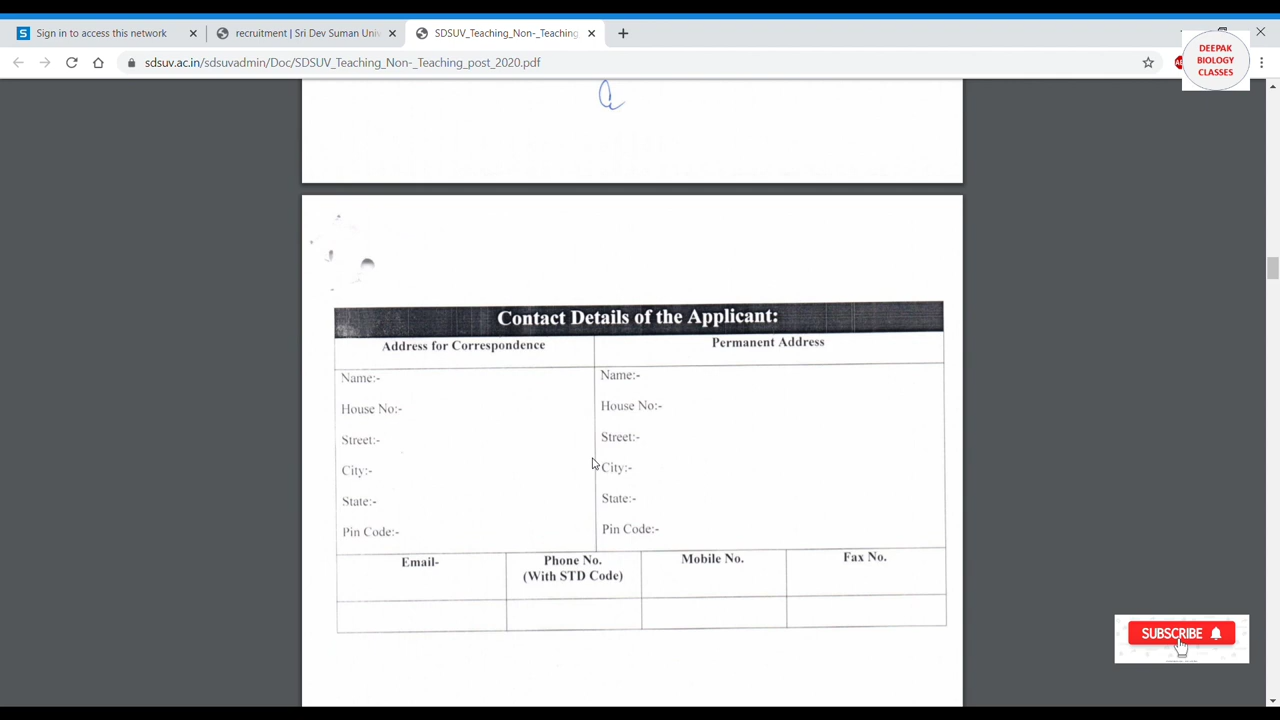 Sign in to access this network
recruitment | Sri Dev Suman Univ
SDSUV_Teaching_Non-_Teaching
sdsuv.ac.in/sdsuvadmin/Doc/SDSUV_Teaching_Non-_Teaching_post_2020.pdf
DEEPAK
BIOLOGY
CLASSES
Contact Details of the Applicant:
Address for Correspondence
Permanent Address
Name:-
House No:-
Street:-
City:-
State:-
Pin Code:-
Name:-
House No:-
Street:-
City:-
State:-
Pin Code:-
Email-
Phone No.
(With STD Code)
Mobile No.
Fax No.
SUBSCRIBE